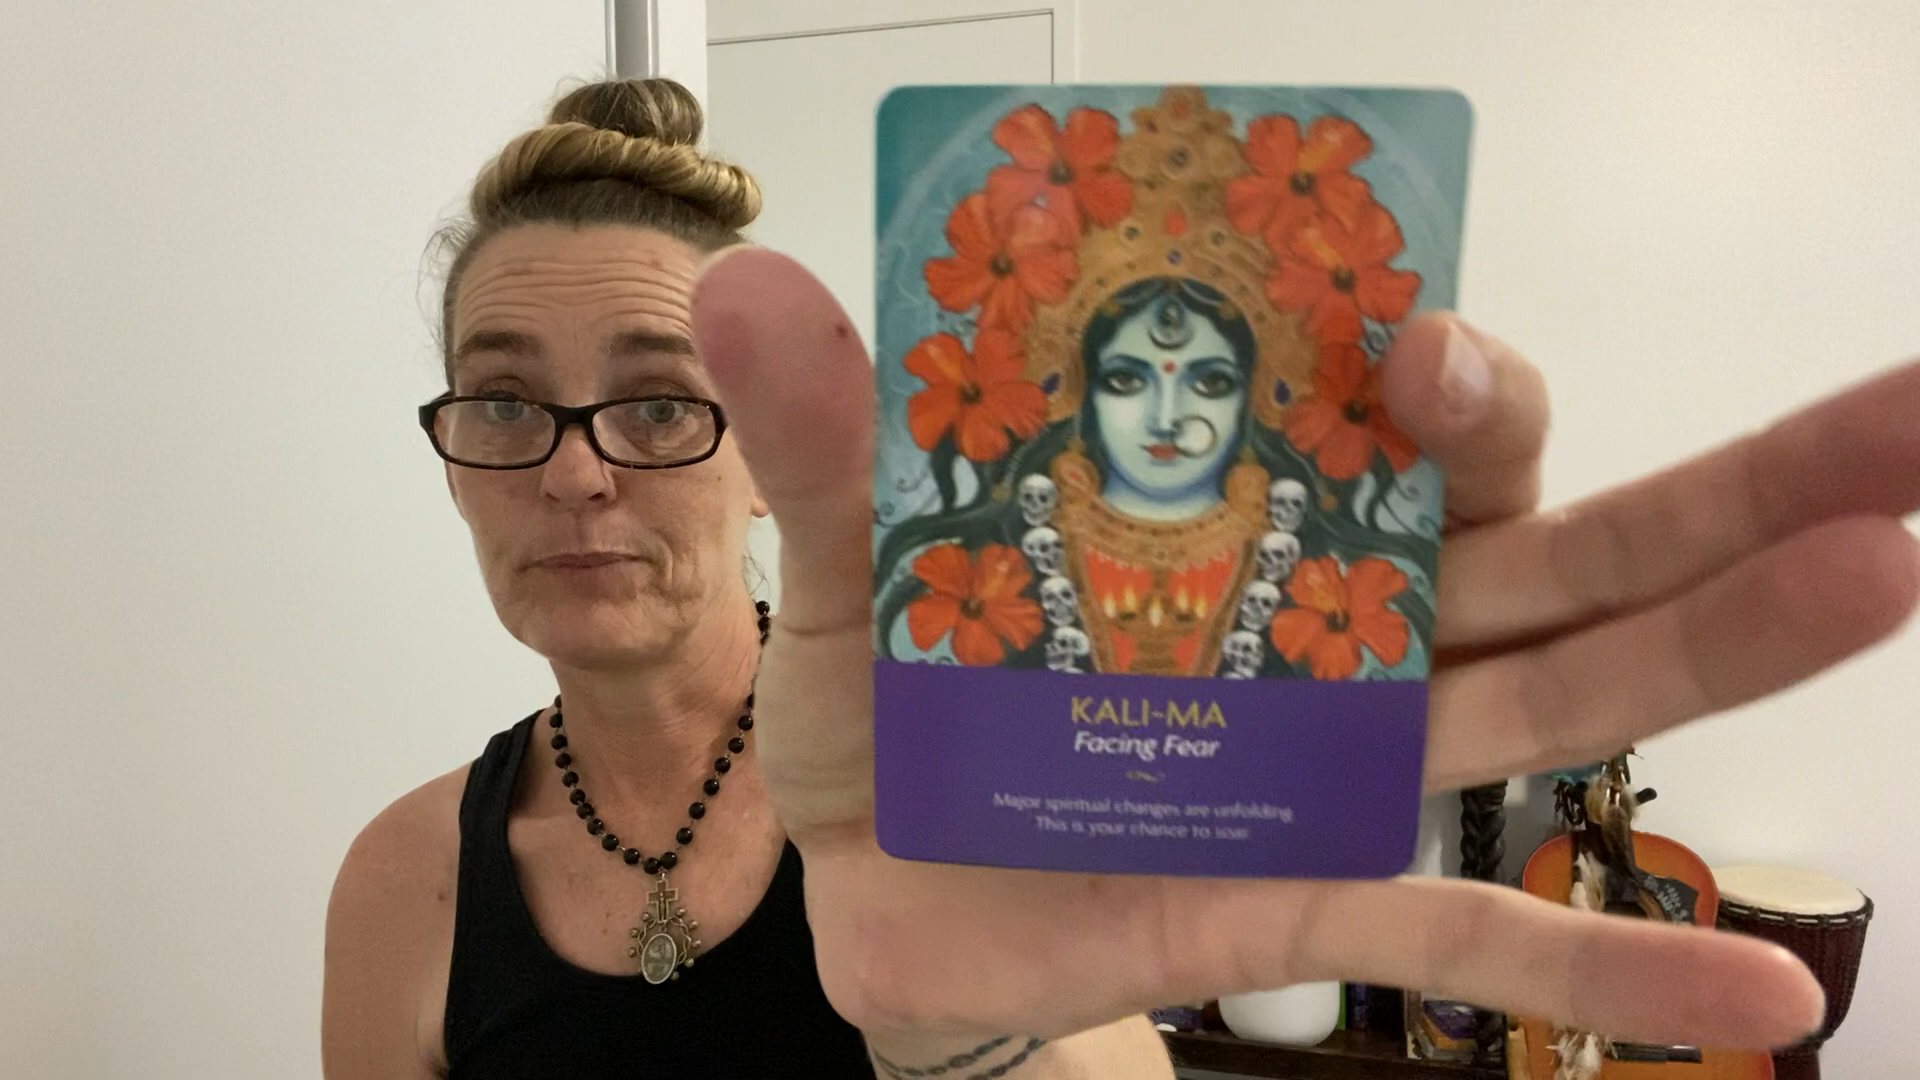 KALI-MA
Facing Fear
Major spiritual changes are unfolding
This is your chance to soar